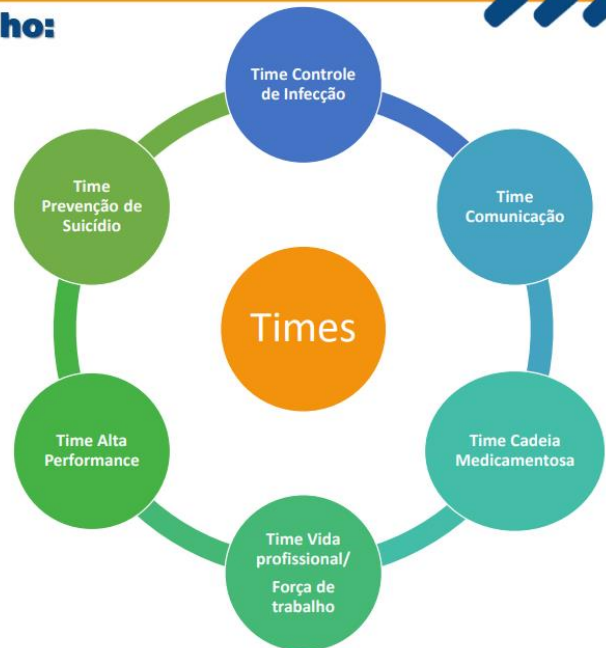 ho:
Time Controle
de Infecção
Time
Comunicação
Time Cadeia
Medicamentosa
Time Vida
profissional/
Força de
trabalho
Time Alta
Performance
Time
Prevenção de
Suicídio
Times